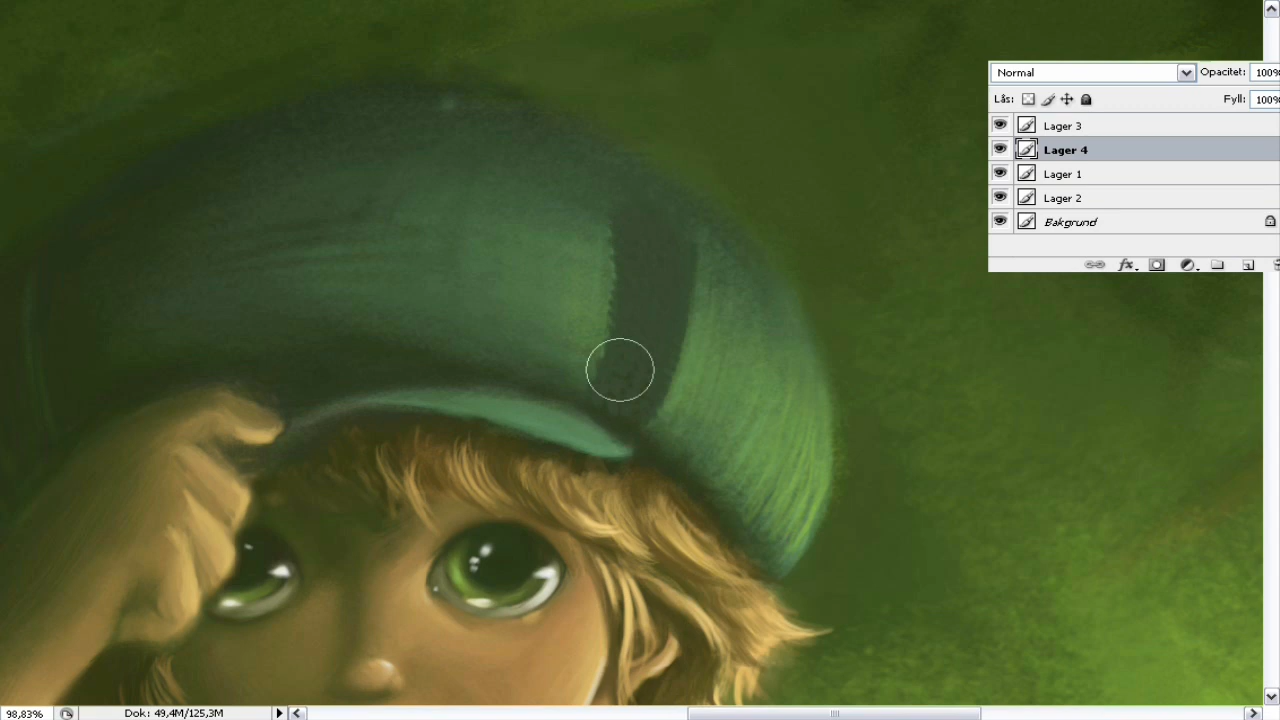 Normal Opacitet: 100%
Lås: Fyll: 100%
Lager 3
Lager 4
Lager 1
Lager 2
Bakgrund
fx
98,83% Dok: 49,4M/125,3M